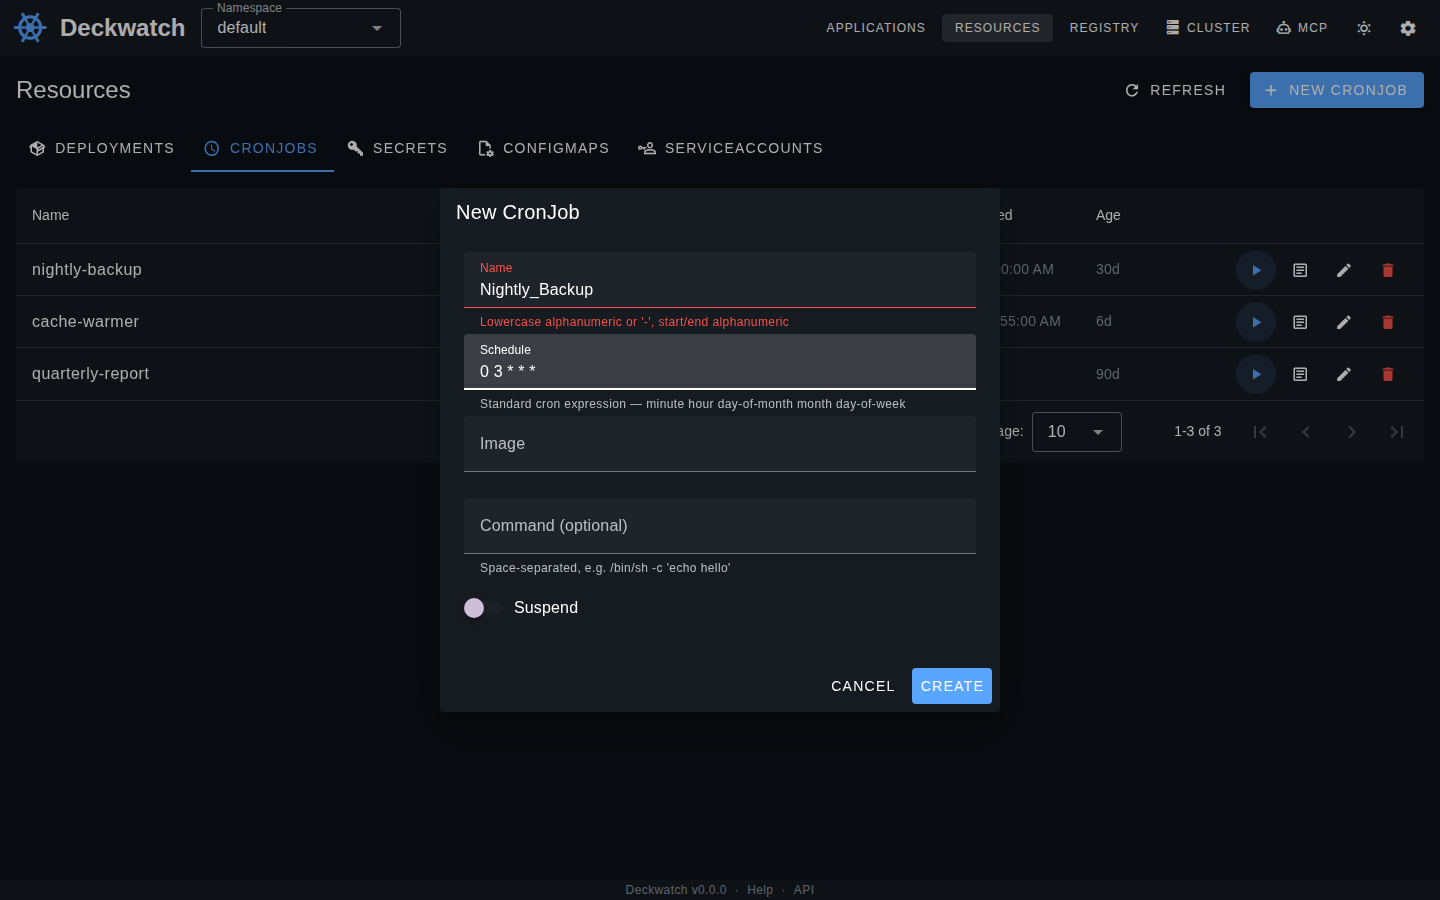 Deckwatch
Namespace
default
APPLICATIONS
RESOURCES
REGISTRY
CLUSTER
MCP
Resources
REFRESH
NEW CRONJOB
DEPLOYMENTS
CRONJOBS
SECRETS
CONFIGMAPS
SERVICEACCOUNTS
Name
Age
nightly-backup
0:00 AM
30d
cache-warmer
55:00 AM
6d
quarterly-report
90d
10
1-3 of 3
New CronJob
Name
Nightly_Backup
Lowercase alphanumeric or '-', start/end alphanumeric
Schedule
0 3 * * *
Standard cron expression — minute hour day-of-month month day-of-week
Image
Command (optional)
Space-separated, e.g. /bin/sh -c 'echo hello'
Suspend
CANCEL
CREATE
Deckwatch v0.0.0 · Help · API